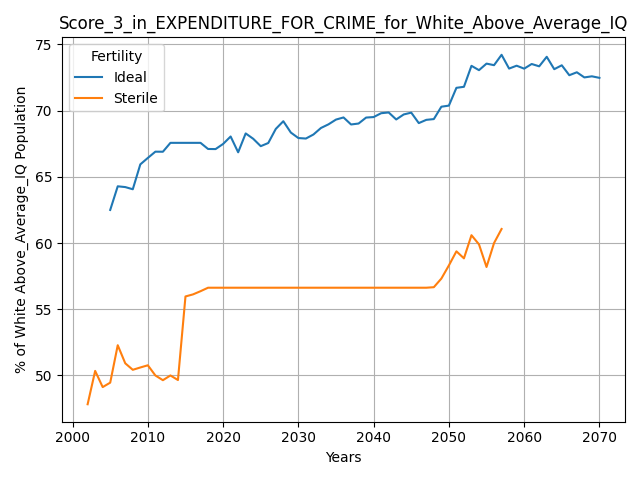 Score_3_in_EXPENDITURE_FOR_CRIME_for_White_Above_Average_IQ
% of White Above_Average_IQ Population
75
70
65
60
55
50
Fertility
Ideal
Sterile
2000 2010 2020 2030 2040 2050 2060 2070
Years